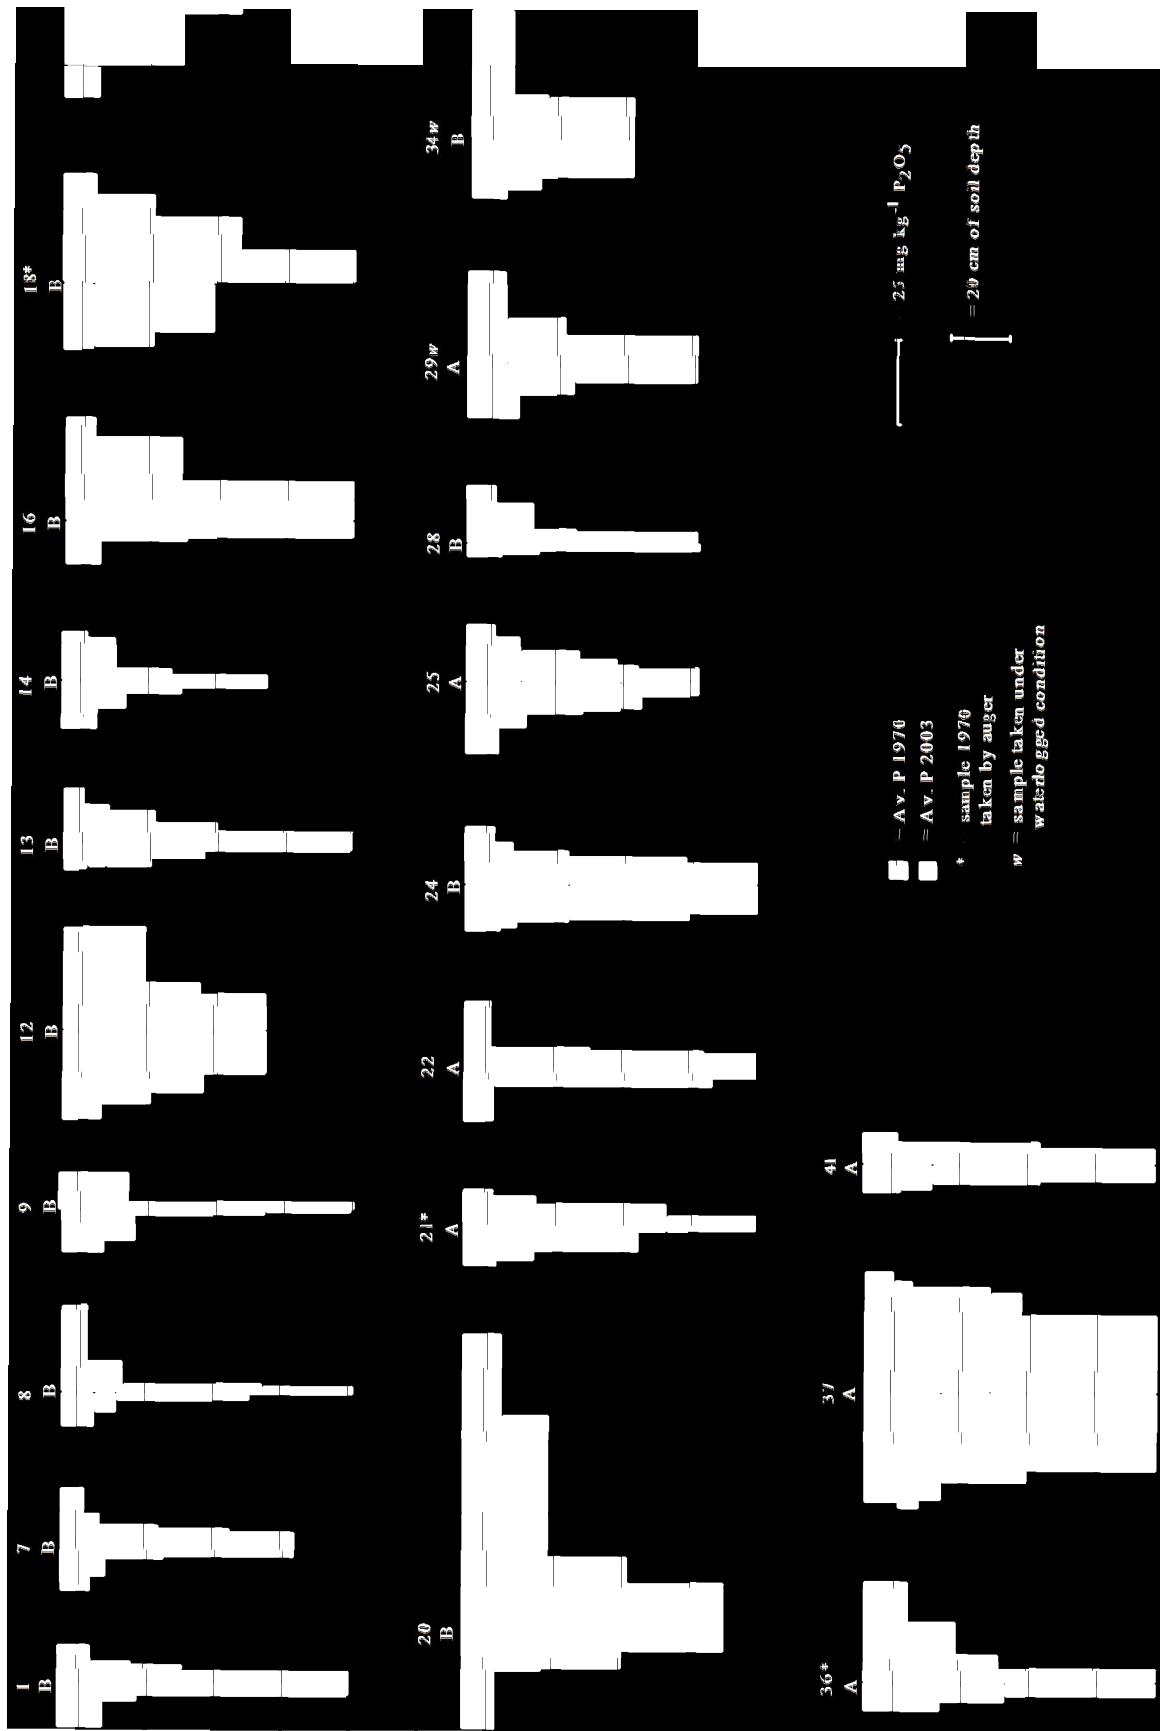 1 7 8 9 12 13 14 16 18*
B B B B B B B B B
20 21* 22 24 25 28 29w 34w
B A A B A B A B
36* 37 41
A A A
= Av. P 1970
= Av. P 2003
* sample 1970
taken by auger
w = sample taken under
waterlogged condition
25 mg kg⁻¹ P₂O₅
= 20 cm of soil depth